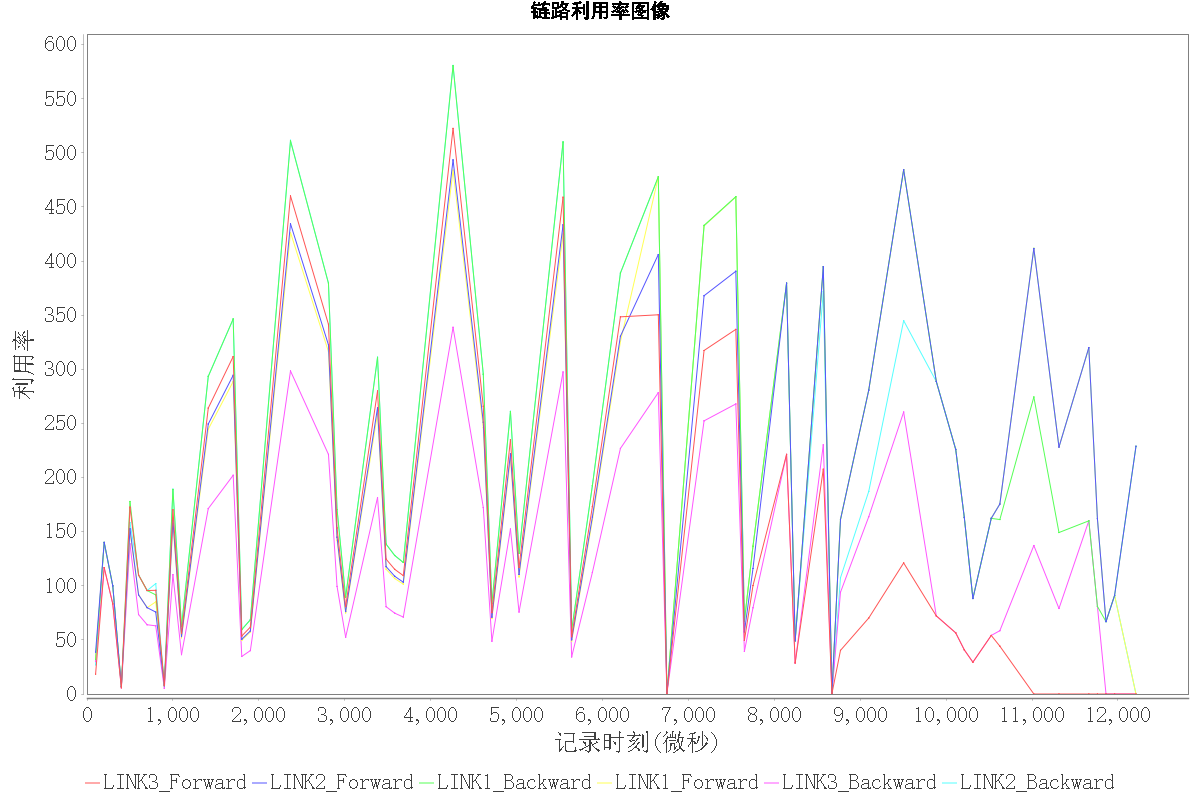 链路利用率图像
600
550
500
450
400
350
300
250
200
150
100
50
0
利用率
0 1,000 2,000 3,000 4,000 5,000 6,000 7,000 8,000 9,000 10,000 11,000 12,000
记录时刻(微秒)
LINK3_Forward LINK2_Forward LINK1_Backward LINK1_Forward LINK3_Backward LINK2_Backward